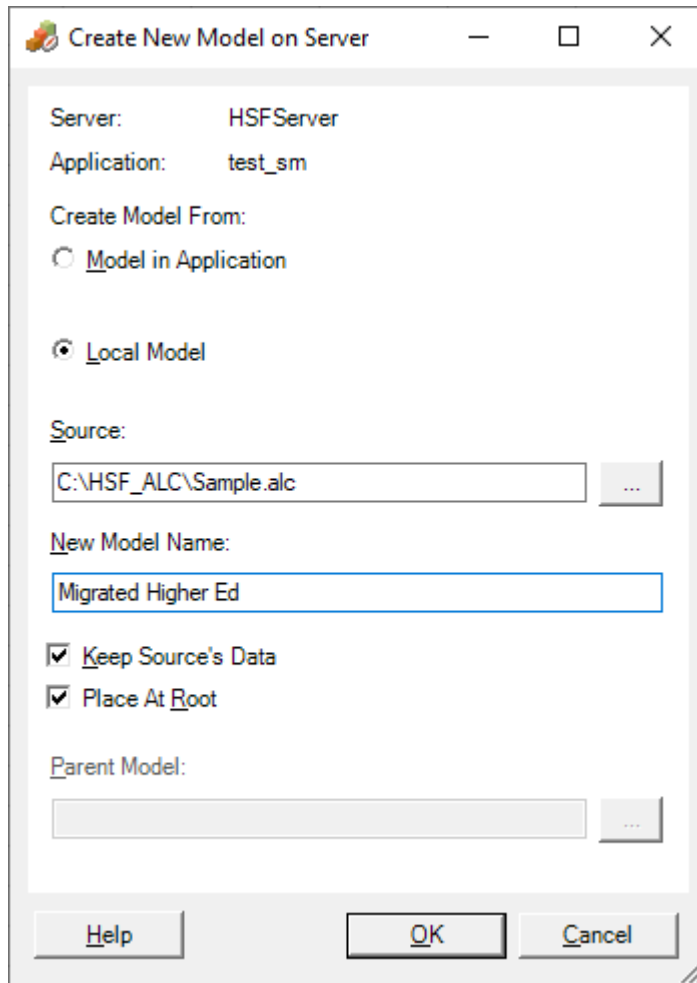 Create New Model on Server
Server: HSFServer
Application: test_sm
Create Model From:
Model in Application
Local Model
Source:
C:\HSF_ALC\Sample.alc ...
New Model Name:
Migrated Higher Ed
Keep Source's Data
Place At Root
Parent Model:
...
Help OK Cancel